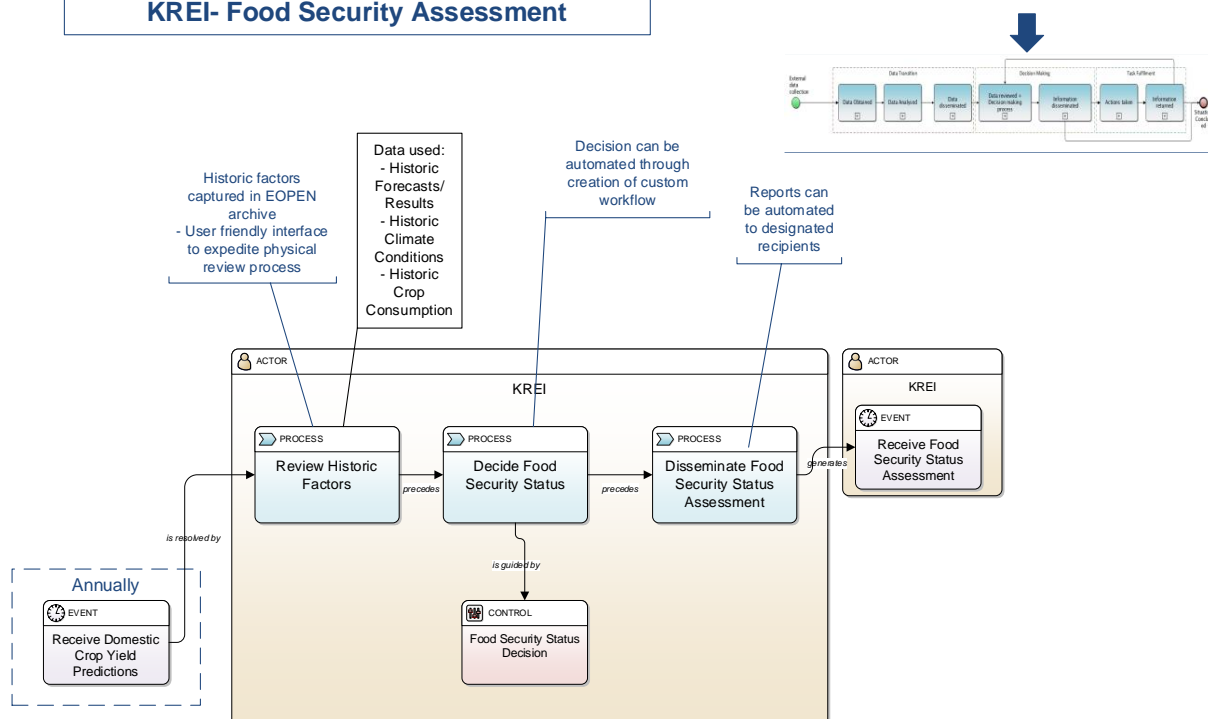 KREI- Food Security Assessment
External
data
collection
Data Transition
Decision Making
Task Fulfilment
Data Obtained
Data Analysed
Data
disseminated
Data reviewed +
Decision-making
process
Information
disseminated
Actions taken
Information
returned
Situation
Conclud
ed
Historic factors
captured in EOPEN
archive
- User friendly interface
to expedite physical
review process
Data used:
- Historic
Forecasts/
Results
- Historic
Climate
Conditions
- Historic
Crop
Consumption
Decision can be
automated through
creation of custom
workflow
Reports can
be automated
to designated
recipients
ACTOR
KREI
PROCESS
Review Historic
Factors
precedes
PROCESS
Decide Food
Security Status
precedes
PROCESS
Disseminate Food
Security Status
Assessment
generates
ACTOR
KREI
EVENT
Receive Food
Security Status
Assessment
is resolved by
is guided by
Annually
EVENT
Receive Domestic
Crop Yield
Predictions
CONTROL
Food Security Status
Decision